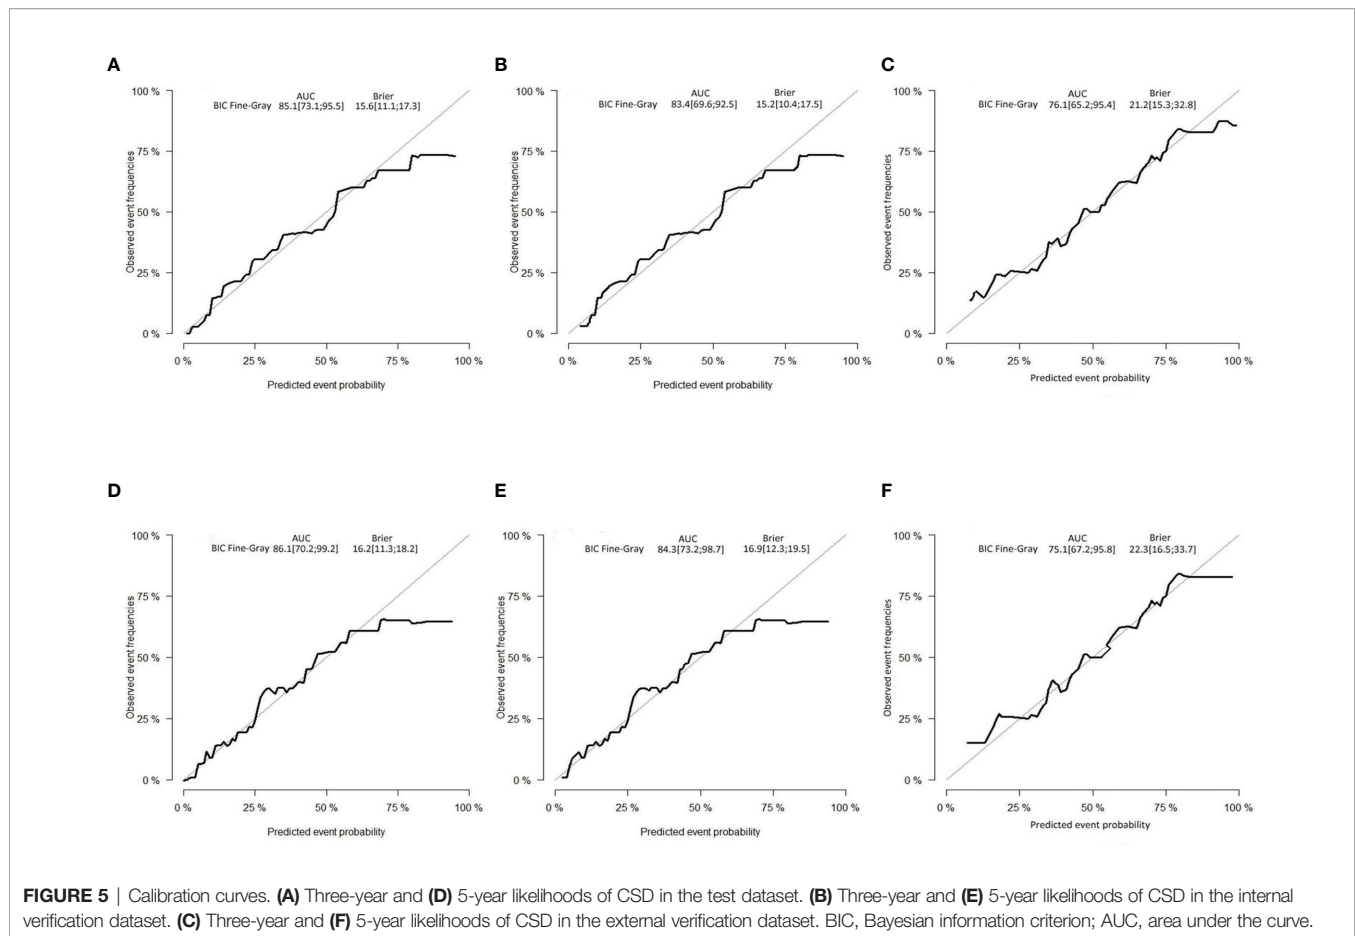 A
AUC Brier
BIC Fine-Gray 85.1[73.1;95.5] 15.6[11.1;17.3]
100 %
75 %
50 %
25 %
0 %
Observed event frequencies
0 % 25 % 50 % 75 % 100 %
Predicted event probability
B
AUC Brier
BIC Fine-Gray 83.4[69.6;92.5] 15.2[10.4;17.5]
100 %
75 %
50 %
25 %
0 %
Observed event frequencies
0 % 25 % 50 % 75 % 100 %
Predicted event probability
C
AUC Brier
BIC Fine-Gray 76.1[65.2;95.4] 21.2[15.3;32.8]
100 %
75 %
50 %
25 %
0 %
Observed event frequencies
0 % 25 % 50 % 75 % 100 %
Predicted event probability
D
AUC Brier
BIC Fine-Gray 86.1[70.2;99.2] 16.2[11.3;18.2]
100 %
75 %
50 %
25 %
0 %
Observed event frequencies
0 % 25 % 50 % 75 % 100 %
Predicted event probability
E
AUC Brier
BIC Fine-Gray 84.3[73.2;98.7] 16.9[12.3;19.5]
100 %
75 %
50 %
25 %
0 %
Observed event frequencies
0 % 25 % 50 % 75 % 100 %
Predicted event probability
F
AUC Brier
BIC Fine-Gray 75.1[67.2;95.8] 22.3[16.5;33.7]
100 %
75 %
50 %
25 %
0 %
Observed event frequencies
0 % 25 % 50 % 75 % 100 %
Predicted event probability
FIGURE 5 | Calibration curves. (A) Three-year and (D) 5-year likelihoods of CSD in the test dataset. (B) Three-year and (E) 5-year likelihoods of CSD in the internal
verification dataset. (C) Three-year and (F) 5-year likelihoods of CSD in the external verification dataset. BIC, Bayesian information criterion; AUC, area under the curve.